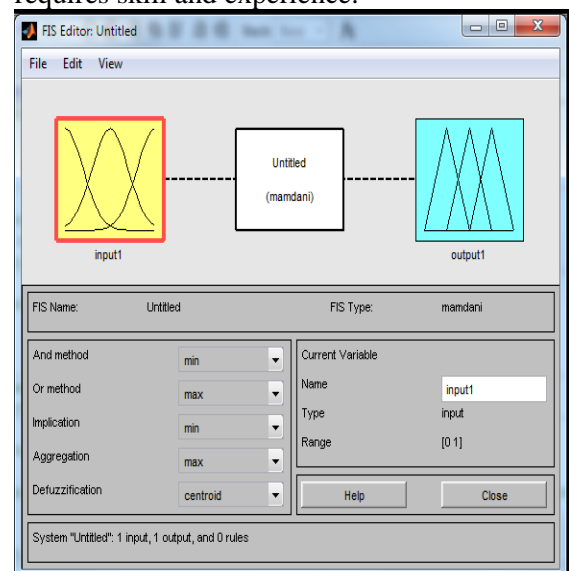 requires skill and experience.
FIS Editor: Untitled
File Edit View
Untitled
(mamdani)
input1
output1
FIS Name: Untitled FIS Type: mamdani
And method min
Or method max
Implication min
Aggregation max
Defuzzification centroid
Current Variable
Name input1
Type input
Range [0 1]
Help Close
System "Untitled": 1 input, 1 output, and 0 rules